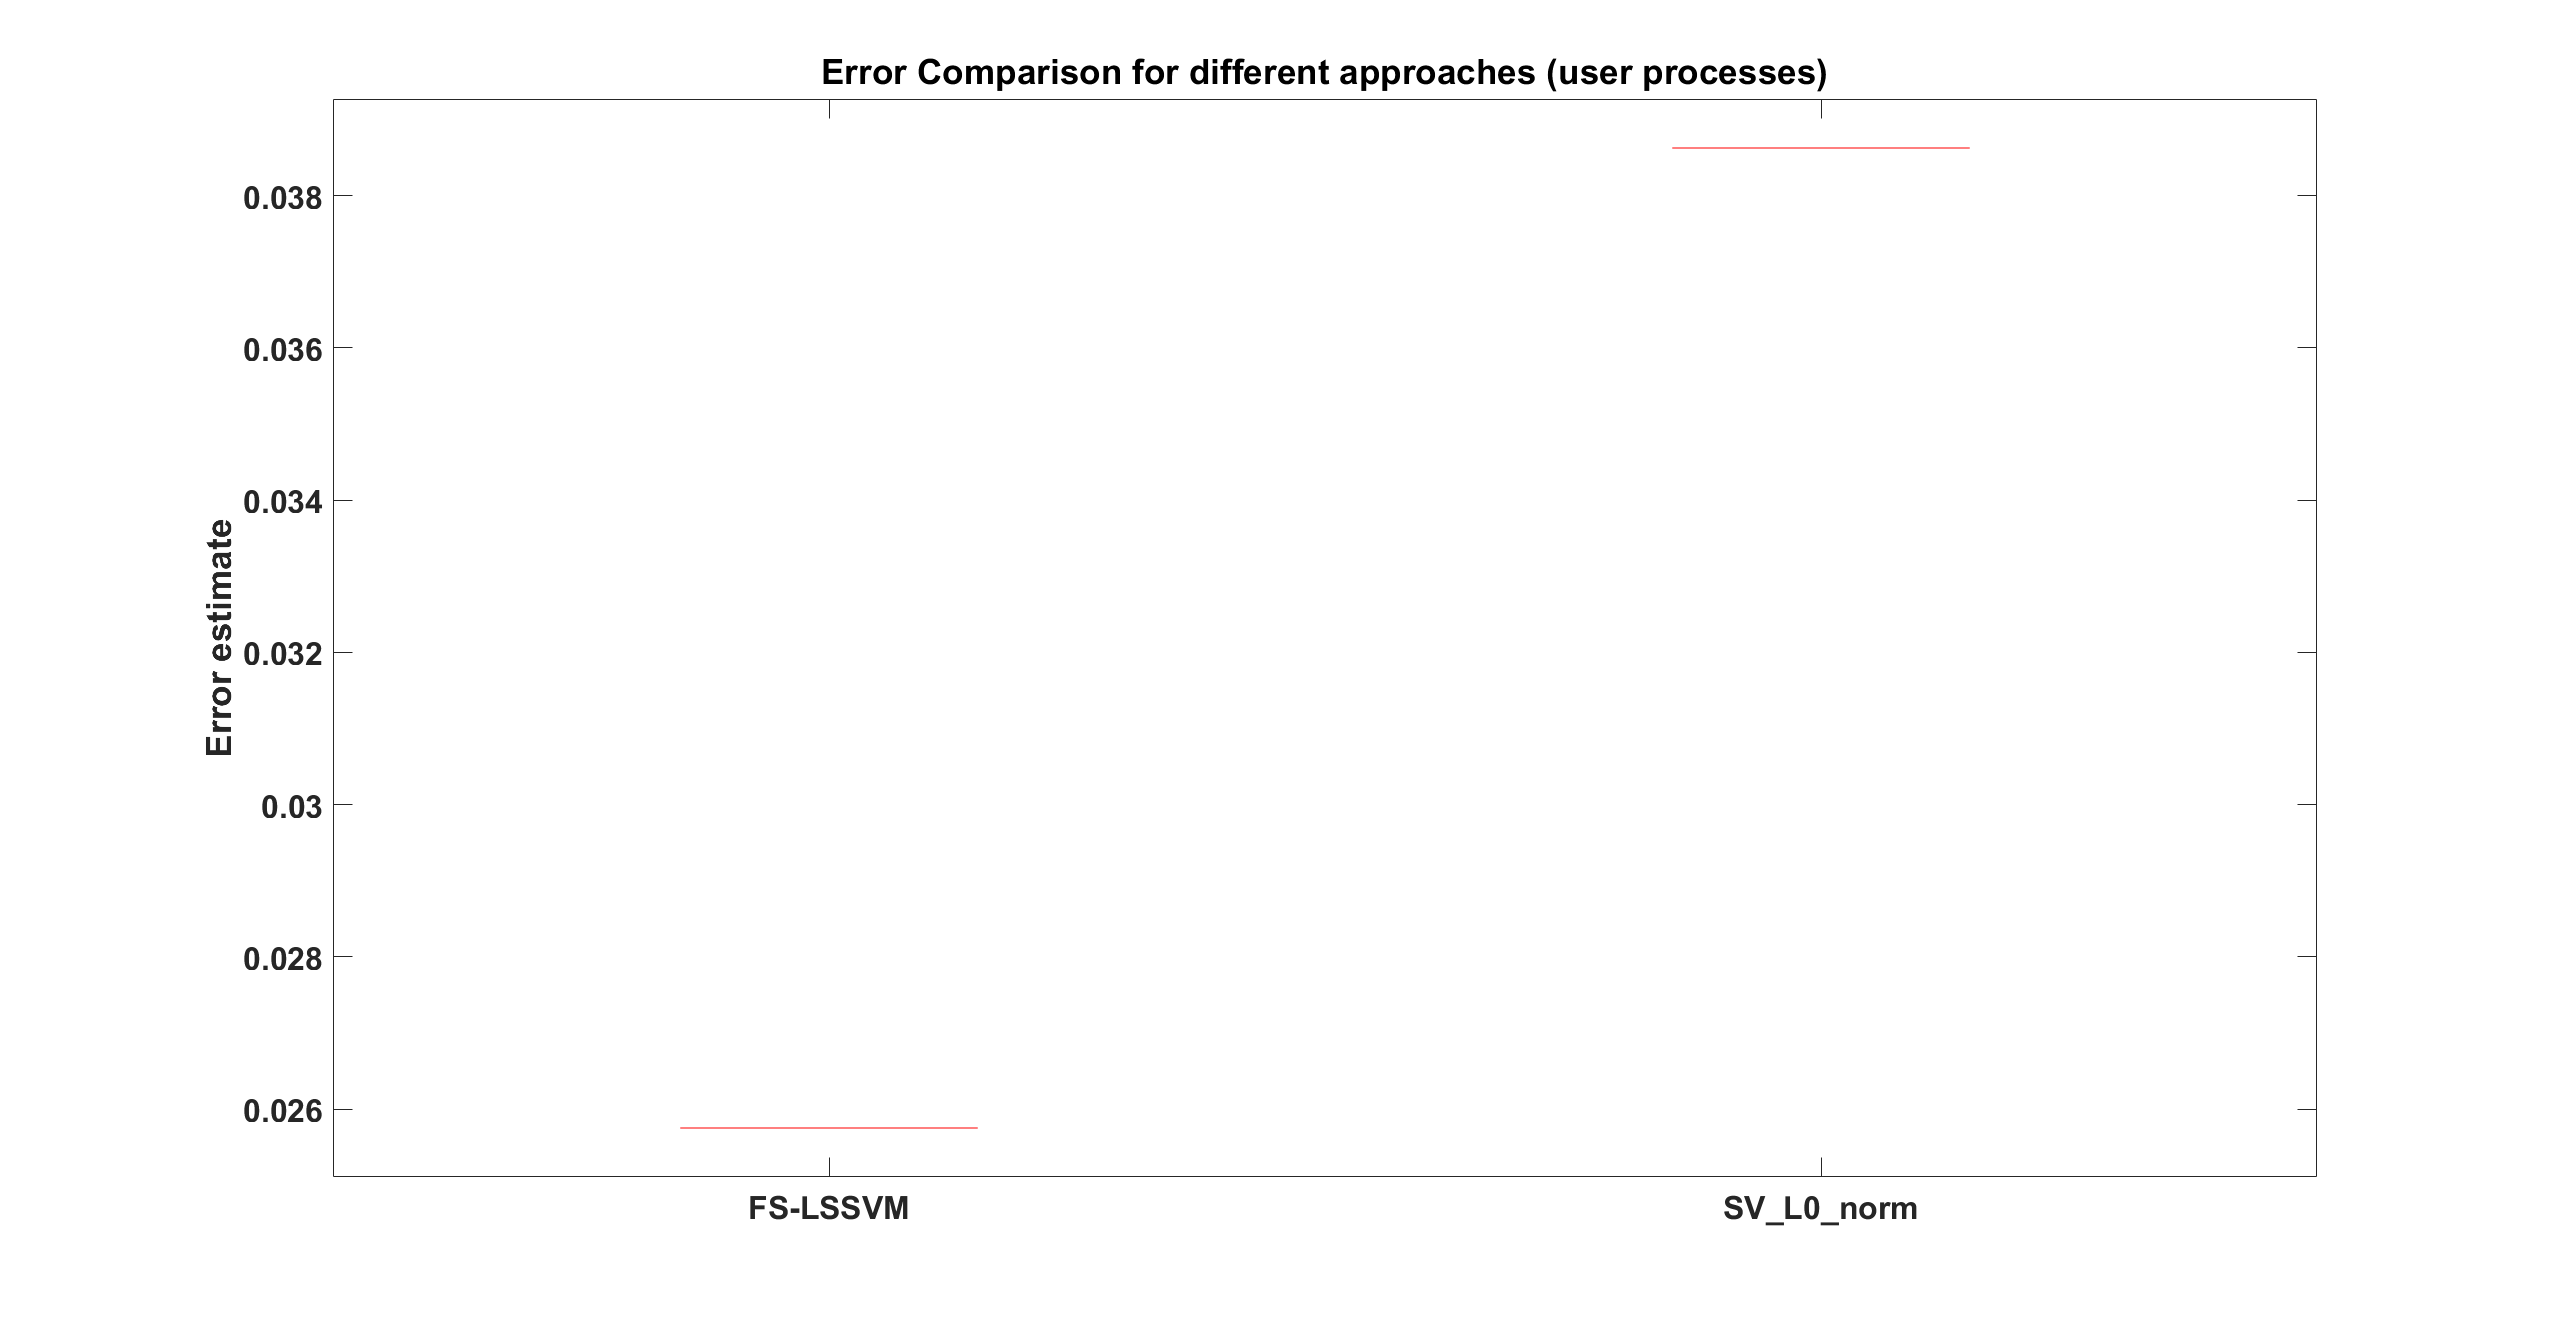 Error Comparison for different approaches (user processes)
Error estimate
0.038
0.036
0.034
0.032
0.03
0.028
0.026
FS-LSSVM
SV_L0_norm